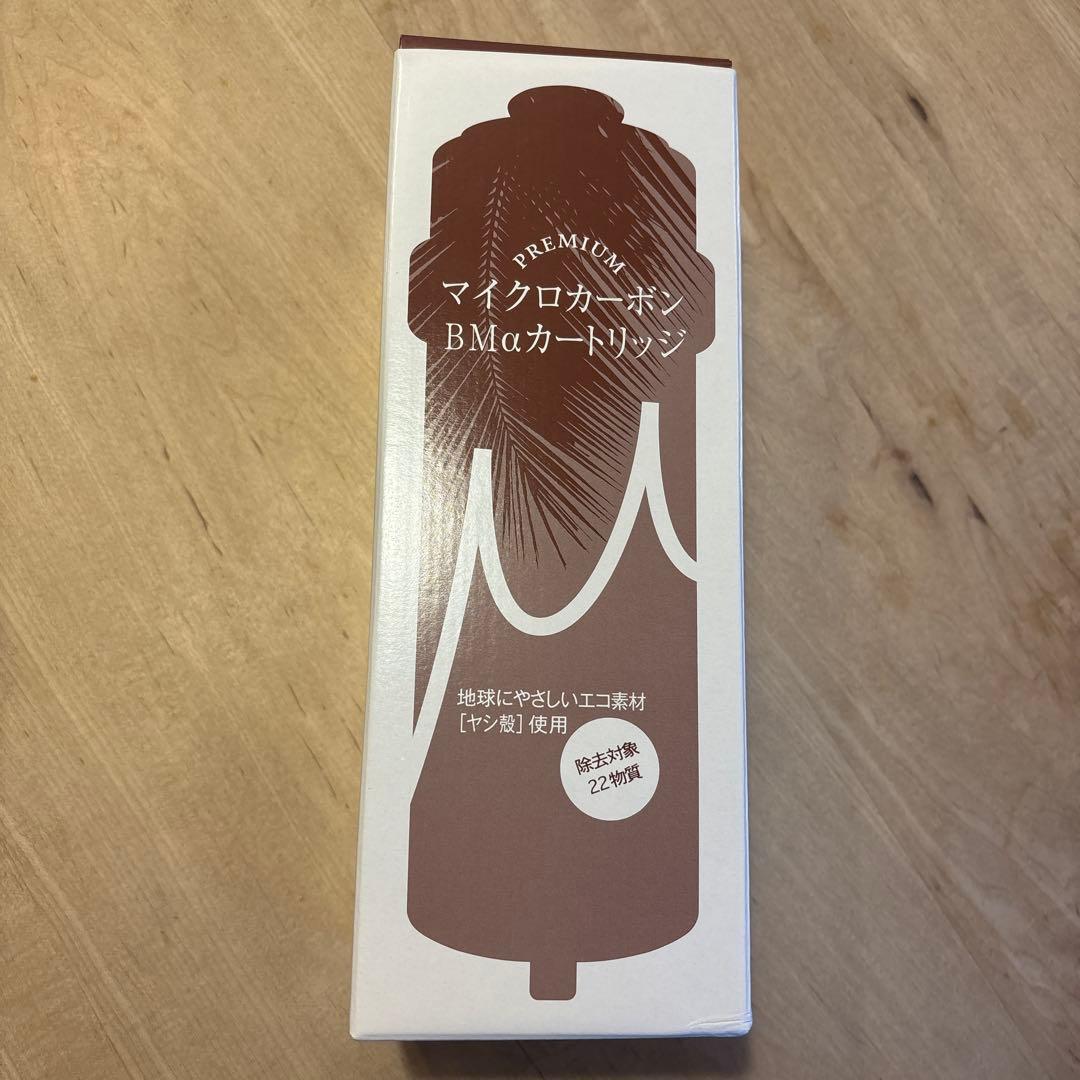 PREMIUM
マイクロカーボン
BMαカートリッジ
地球にやさしいエコ素材
［ヤシ殻］使用
除去対象
22物質